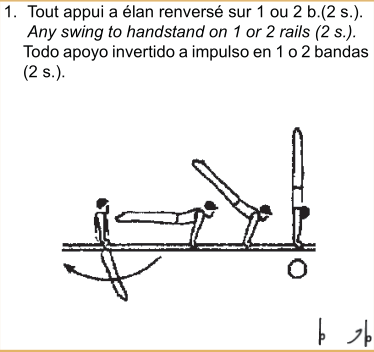 1. Tout appui a élan renversé sur 1 ou 2 b.(2 s.).
Any swing to handstand on 1 or 2 rails (2 s.).
Todo apoyo invertido a impulso en 1 o 2 bandas
(2 s.).